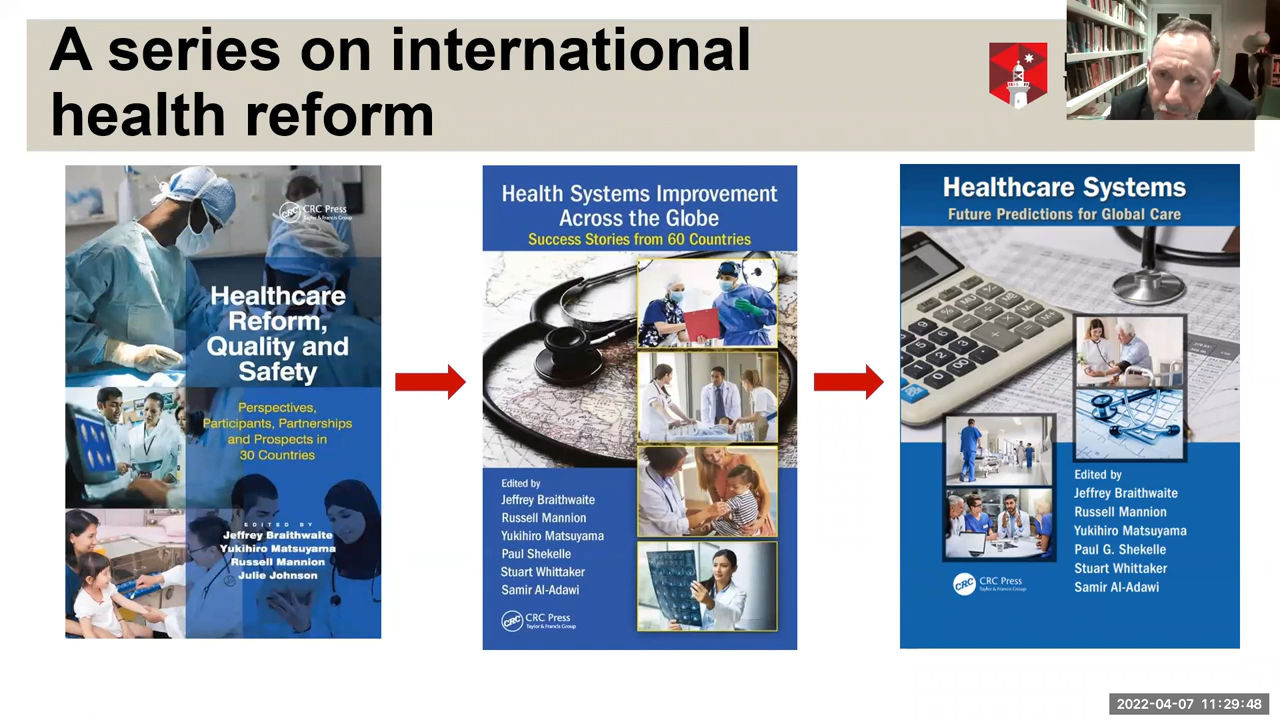 A series on international
health reform
CRC Press
Taylor & Francis Group
Healthcare
Reform,
Quality and
Safety
Perspectives,
Participants, Partnerships
and Prospects in
30 Countries
EDITED BY
Jeffrey Braithwaite
Yukihiro Matsuyama
Russell Mannion
Julie Johnson
Health Systems Improvement
Across the Globe
Success Stories from 60 Countries
Edited by
Jeffrey Braithwaite
Russell Mannion
Yukihiro Matsuyama
Paul Shekelle
Stuart Whittaker
Samir Al-Adawi
CRC CRC Press
Taylor & Francis Group
Healthcare Systems
Future Predictions for Global Care
Edited by
Jeffrey Braithwaite
Russell Mannion
Yukihiro Matsuyama
Paul G. Shekelle
Stuart Whittaker
Samir Al-Adawi
CRC CRC Press
Taylor & Francis Group
2022-04-07 11:29:48